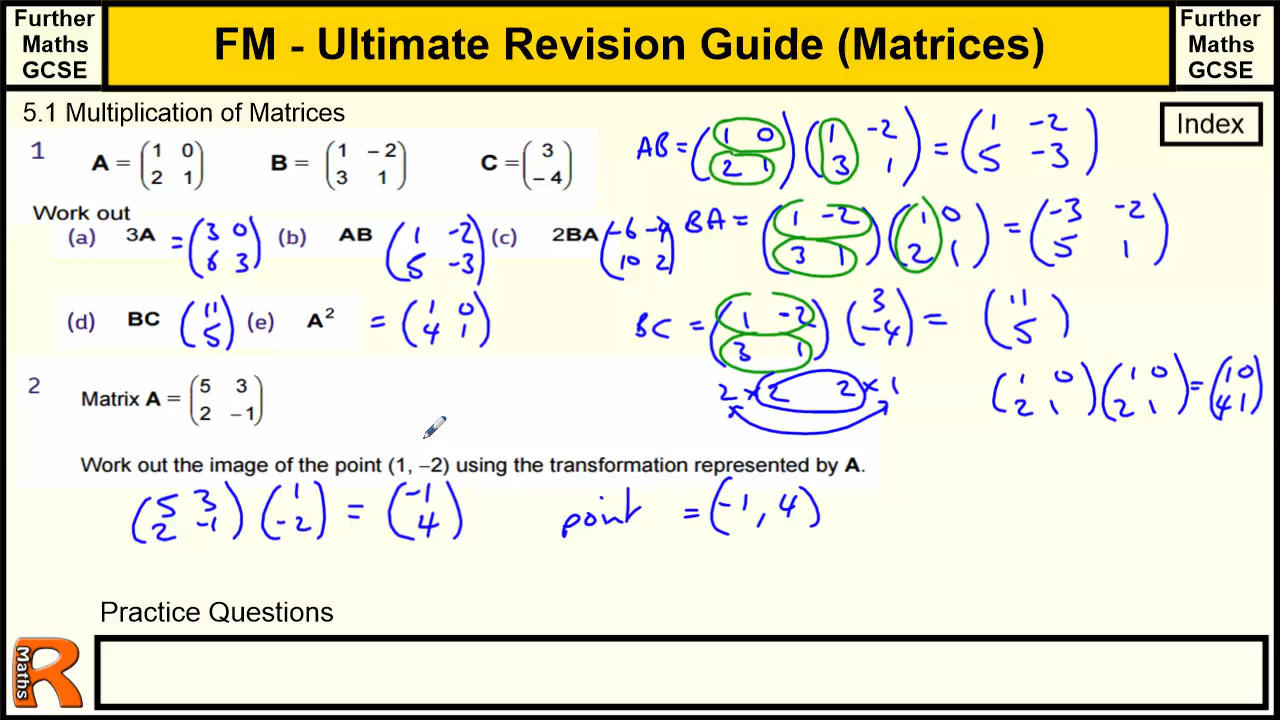 Further Maths GCSE
FM - Ultimate Revision Guide (Matrices)
Further Maths GCSE
5.1 Multiplication of Matrices
Index
1 A = (1 0 / 2 1) B = (1 −2 / 3 1) C = (3 / −4)
AB = (1 0 / 2 1) (1 -2 / 3 1) = (1 -2 / 5 -3)
Work out
(a) 3A = (3 0 / 6 3) (b) AB (1 -2 / 5 -3) (c) 2BA (-6 -4 / 10 2)
BA = (1 -2 / 3 1) (1 0 / 2 1) = (-3 -2 / 5 1)
(d) BC (11 / 5) (e) A² = (1 0 / 4 1)
BC = (1 -2 / 3 1) (3 / -4) = (11 / 5)
2 × 2 2 × 1
(1 0 / 2 1) (1 0 / 2 1) = (1 0 / 4 1)
2 Matrix A = (5 3 / 2 −1)
Work out the image of the point (1, −2) using the transformation represented by A.
(5 3 / 2 -1) (1 / -2) = (-1 / 4) point = (-1, 4)
Practice Questions
R Maths